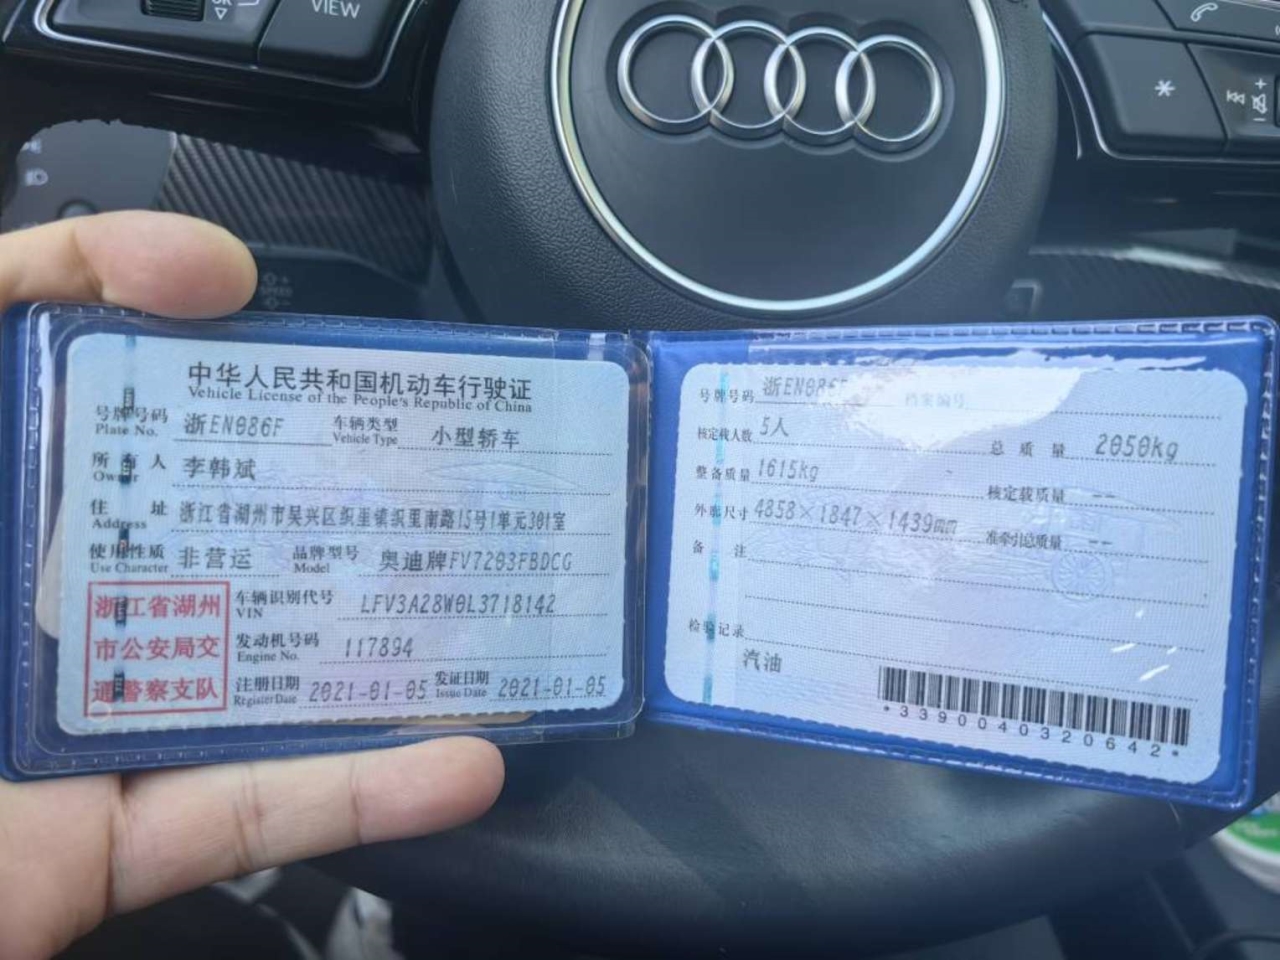 VIEW
中华人民共和国机动车行驶证
Vehicle License of the People's Republic of China
号牌号码 浙EN086F 车辆类型 小型轿车
Plate No. Vehicle Type
所有人 李韩斌
Owner
住址 浙江省湖州市吴兴区织里镇织里南路15号1单元301室
Address
使用性质 非营运 品牌型号 奥迪牌FV7203FBDCG
Use Character Model
浙江省湖州
市公安局交
通警察支队
车辆识别代号 LFV3A28W0L3718142
VIN
发动机号码 117894
Engine No.
注册日期 2021-01-05 发证日期 2021-01-05
Register Date Issue Date
号牌号码 浙EN086F 档案编号
核定载人数 5人 总质量 2050kg
整备质量 1615kg 核定载质量 --
外廓尺寸 4858×1847×1439mm 准牵引总质量 --
备注
检验记录
汽油
*3390040320642*